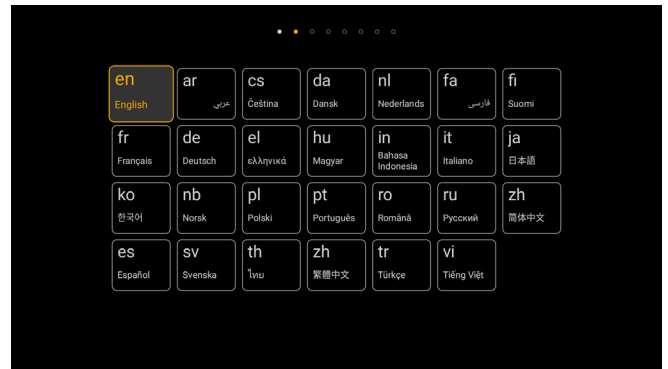 en
English
ar
عربي
cs
Čeština
da
Dansk
nl
Nederlands
fa
فارسی
fi
Suomi
fr
Français
de
Deutsch
el
ελληνικά
hu
Magyar
in
Bahasa
Indonesia
it
Italiano
ja
日本語
ko
한국어
nb
Norsk
pl
Polski
pt
Português
ro
Română
ru
Русский
zh
简体中文
es
Español
sv
Svenska
th
ไทย
zh
繁體中文
tr
Türkçe
vi
Tiếng Việt